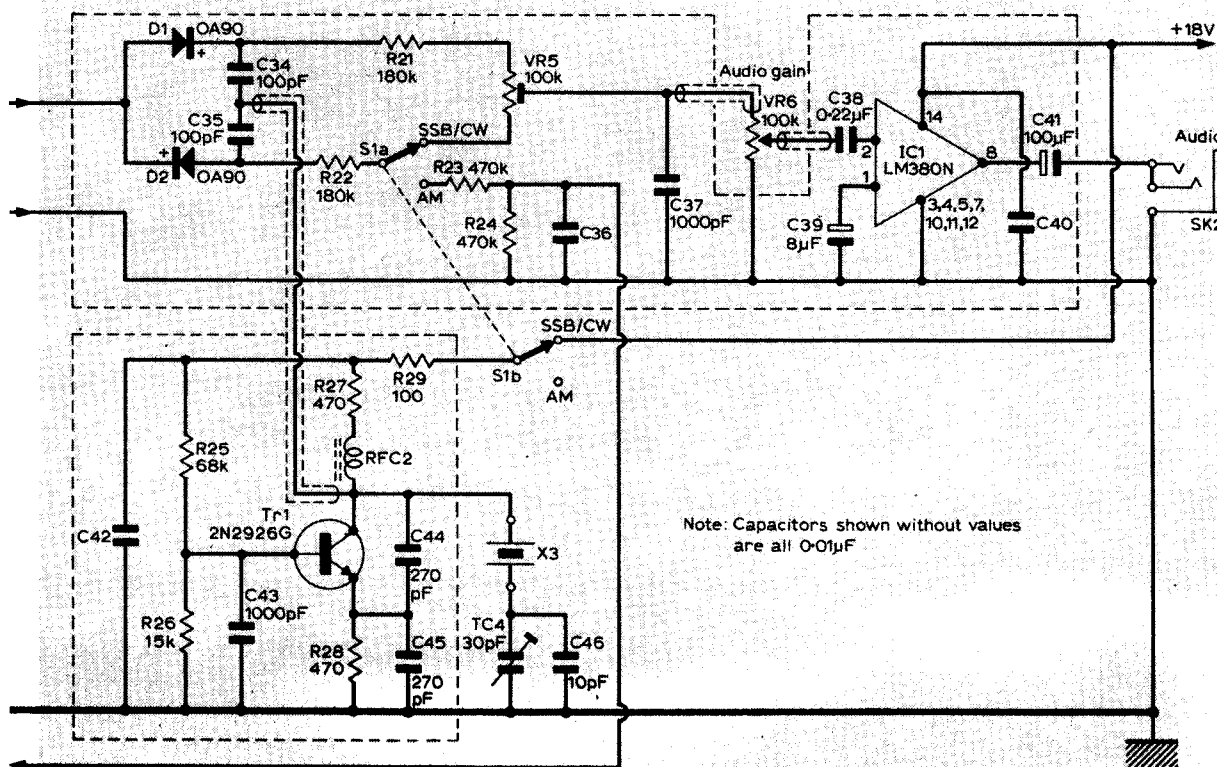 D1
OA90
+
C34
100pF
C35
100pF
+
D2
OA90
R21
180k
R22
180k
S1a
SSB/CW
AM
R23 470k
R24
470k
C36
VR5
100k
C37
1000pF
Audio gain
VR6
100k
C38
0·22µF
2
1
C39
8µF
IC1
LM380N
14
8
3,4,5,7,
10,11,12
C40
C41
100µF
+18V
Audio
SK2
SSB/CW
S1b
AM
R29
100
R27
470
RFC2
R25
68k
Tr1
2N2926G
C42
C43
1000pF
R26
15k
R28
470
C44
270
pF
C45
270
pF
X3
TC4
30pF
C46
10pF
Note: Capacitors shown without values
are all 0·01µF